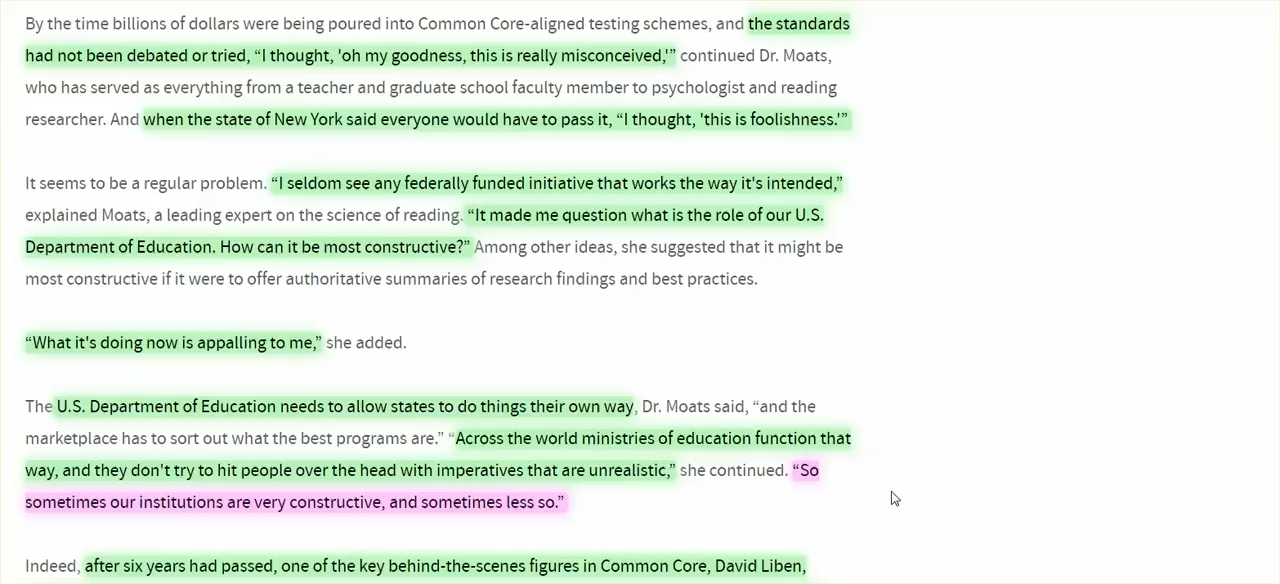 By the time billions of dollars were being poured into Common Core-aligned testing schemes, and the standards
had not been debated or tried, “I thought, 'oh my goodness, this is really misconceived,'” continued Dr. Moats,
who has served as everything from a teacher and graduate school faculty member to psychologist and reading
researcher. And when the state of New York said everyone would have to pass it, “I thought, 'this is foolishness.'”
It seems to be a regular problem. “I seldom see any federally funded initiative that works the way it's intended,”
explained Moats, a leading expert on the science of reading. “It made me question what is the role of our U.S.
Department of Education. How can it be most constructive?” Among other ideas, she suggested that it might be
most constructive if it were to offer authoritative summaries of research findings and best practices.
“What it's doing now is appalling to me,” she added.
The U.S. Department of Education needs to allow states to do things their own way, Dr. Moats said, “and the
marketplace has to sort out what the best programs are.” “Across the world ministries of education function that
way, and they don't try to hit people over the head with imperatives that are unrealistic,” she continued. “So
sometimes our institutions are very constructive, and sometimes less so.”
Indeed, after six years had passed, one of the key behind-the-scenes figures in Common Core, David Liben,